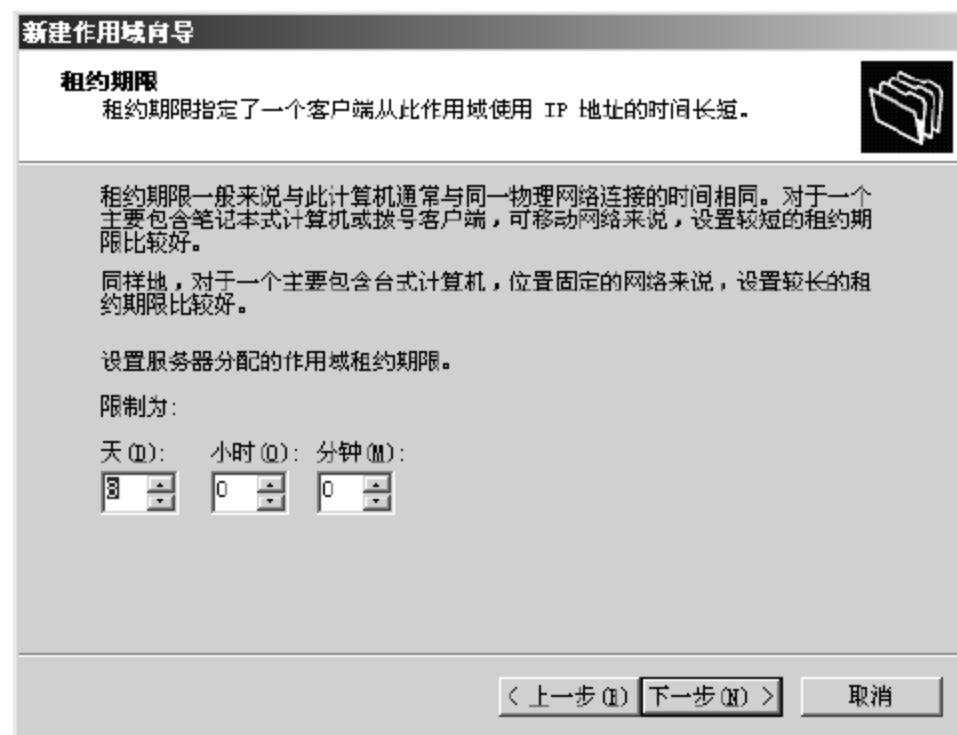 新建作用域向导
租约期限
租约期限指定了一个客户端从此作用域使用 IP 地址的时间长短。
租约期限一般来说与此计算机通常与同一物理网络连接的时间相同。对于一个
主要包含笔记本式计算机或拨号客户端，可移动网络来说，设置较短的租约期
限比较好。
同样地，对于一个主要包含台式计算机，位置固定的网络来说，设置较长的租
约期限比较好。
设置服务器分配的作用域租约期限。
限制为:
天(D): 小时(O): 分钟(M):
8 0 0
< 上一步(B) 下一步(N) > 取消